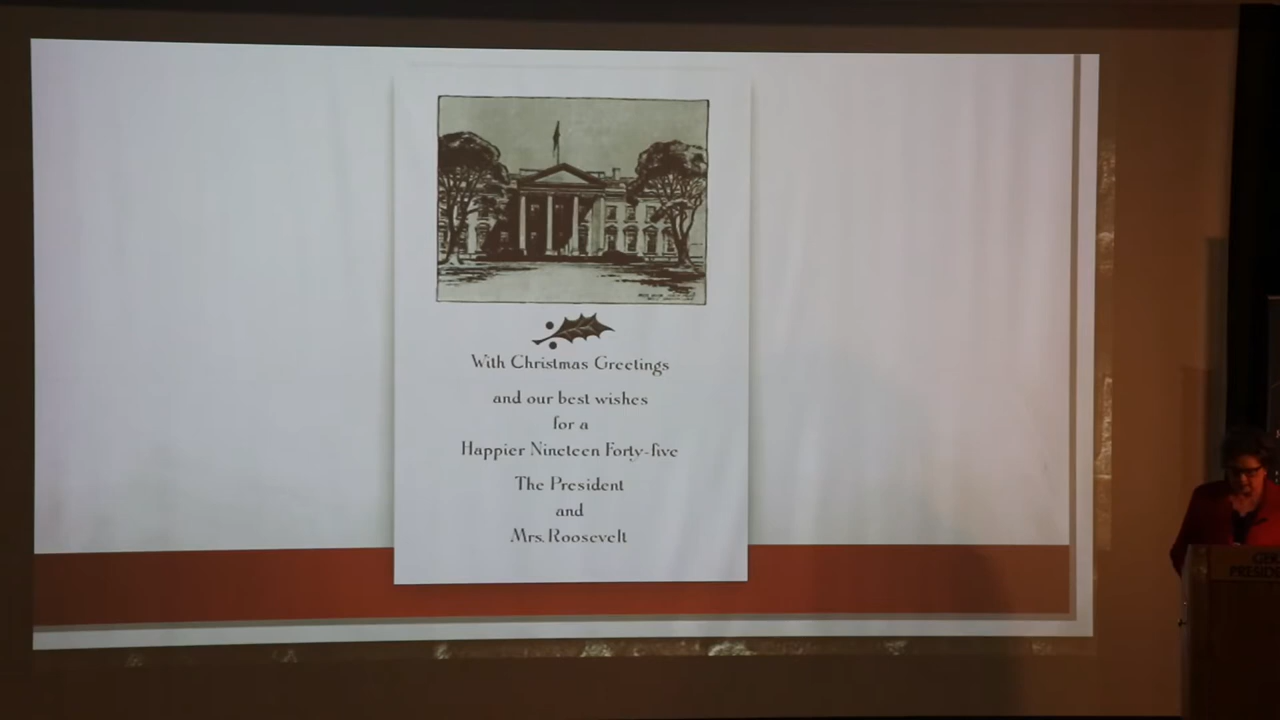 With Christmas Greetings
and our best wishes
for a
Happier Nineteen Forty-five
The President
and
Mrs. Roosevelt